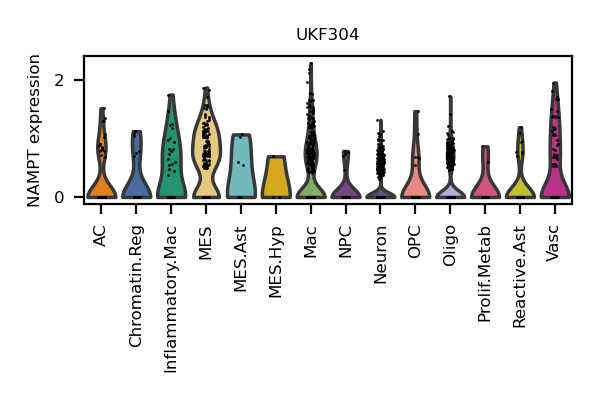 UKF304
NAMPT expression
2
0
AC
Chromatin.Reg
Inflammatory.Mac
MES
MES.Ast
MES.Hyp
Mac
NPC
Neuron
OPC
Oligo
Prolif.Metab
Reactive.Ast
Vasc